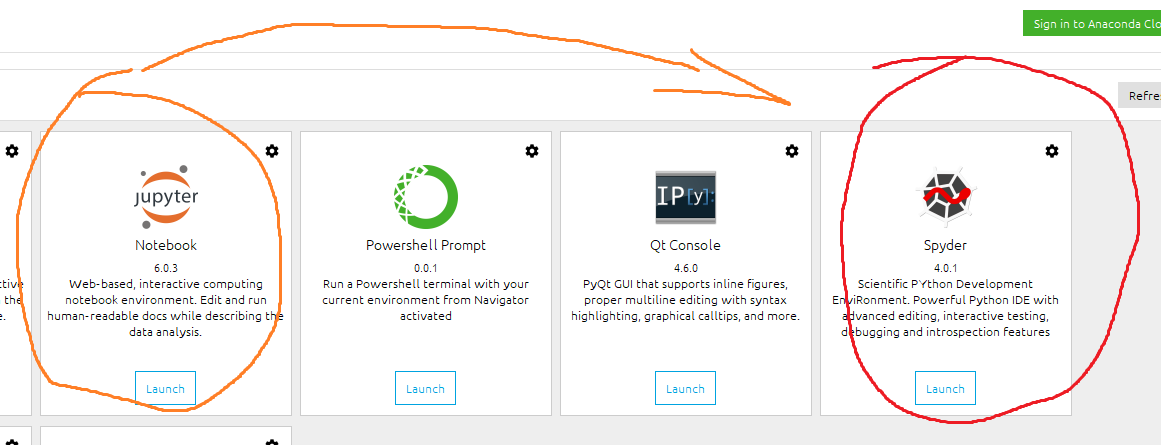 Sign in to Anaconda Clo
Refre
ctive
the
e.
jupyter
Notebook
6.0.3
Web-based, interactive computing
notebook environment. Edit and run
human-readable docs while describing the
data analysis.
Launch
Powershell Prompt
0.0.1
Run a Powershell terminal with your
current environment from Navigator
activated
Launch
IP[y]:
Qt Console
4.6.0
PyQt GUI that supports inline figures,
proper multiline editing with syntax
highlighting, graphical calltips, and more.
Launch
Spyder
4.0.1
Scientific PYthon Development
EnviRonment. Powerful Python IDE with
advanced editing, interactive testing,
debugging and introspection features
Launch